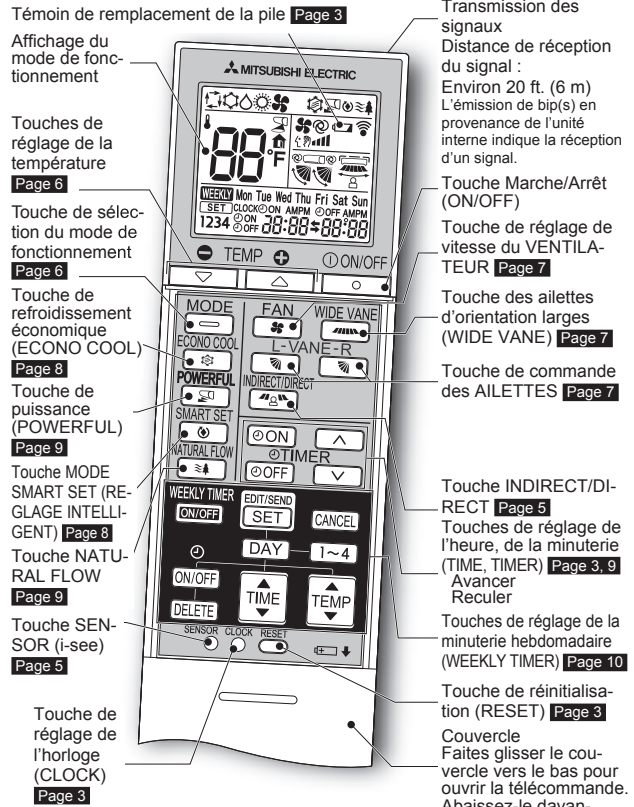 Témoin de remplacement de la pile Page 3
Affichage du
mode de fonc-
tionnement
Touches de
réglage de la
température
Page 6
Touche de sélec-
tion du mode de
fonctionnement
Page 6
Touche de
refroidissement
économique
(ECONO COOL)
Page 8
Touche de
puissance
(POWERFUL)
Page 9
Touche MODE
SMART SET (RE-
GLAGE INTELLI-
GENT) Page 8
Touche NATU-
RAL FLOW
Page 9
Touche SEN-
SOR (i-see)
Page 5
Touche de
réglage de
l'horloge
(CLOCK)
Page 3
MITSUBISHI ELECTRIC
88°F
WEEKLY Mon Tue Wed Thu Fri Sat Sun
SET CLOCK ON AMPM OFF AMPM
1234 ON OFF 88:88 88:88
TEMP ON/OFF
MODE FAN WIDE VANE
ECONO COOL L-VANE-R
POWERFUL INDIRECT/DIRECT
SMART SET
ON
TIMER
NATURAL FLOW
OFF
WEEKLY TIMER EDIT/SEND
ON/OFF SET CANCEL
DAY 1~4
ON/OFF TIME TEMP
DELETE
SENSOR CLOCK RESET
Transmission des
signaux
Distance de réception
du signal :
Environ 20 ft. (6 m)
L'émission de bip(s) en
provenance de l'unité
interne indique la réception
d'un signal.
Touche Marche/Arrêt
(ON/OFF)
Touche de réglage de
vitesse du VENTILA-
TEUR Page 7
Touche des ailettes
d'orientation larges
(WIDE VANE) Page 7
Touche de commande
des AILETTES Page 7
Touche INDIRECT/DI-
RECT Page 5
Touches de réglage de
l'heure, de la minuterie
(TIME, TIMER) Page 3, 9
Avancer
Reculer
Touches de réglage de la
minuterie hebdomadaire
(WEEKLY TIMER) Page 10
Touche de réinitialisa-
tion (RESET) Page 3
Couvercle
Faites glisser le cou-
vercle vers le bas pour
ouvrir la télécommande.
Abaissez-le davan-